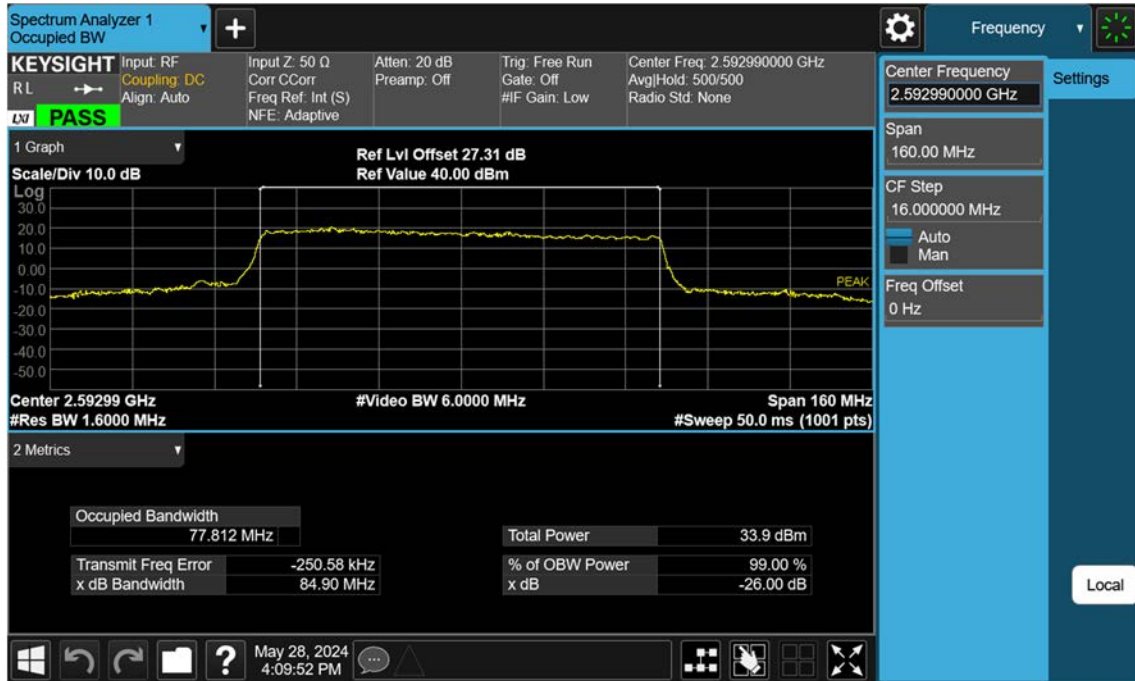 Spectrum Analyzer 1
Occupied BW
+
Frequency
KEYSIGHT
RL
LXI
PASS
Input: RF
Coupling: DC
Align: Auto
Input Z: 50 Ω
Corr CCorr
Freq Ref: Int (S)
NFE: Adaptive
Atten: 20 dB
Preamp: Off
Trig: Free Run
Gate: Off
#IF Gain: Low
Center Freq: 2.592990000 GHz
Avg|Hold: 500/500
Radio Std: None
Center Frequency
2.592990000 GHz
Settings
Span
160.00 MHz
CF Step
16.000000 MHz
Auto
Man
Freq Offset
0 Hz
Local
1 Graph
Scale/Div 10.0 dB
Ref Lvl Offset 27.31 dB
Ref Value 40.00 dBm
Log
30.0
20.0
10.0
0.00
-10.0
-20.0
-30.0
-40.0
-50.0
PEAK
Center 2.59299 GHz
#Res BW 1.6000 MHz
#Video BW 6.0000 MHz
Span 160 MHz
#Sweep 50.0 ms (1001 pts)
2 Metrics
Occupied Bandwidth
77.812 MHz
Total Power 33.9 dBm
Transmit Freq Error -250.58 kHz
% of OBW Power 99.00 %
x dB Bandwidth 84.90 MHz
x dB -26.00 dB
?
May 28, 2024
4:09:52 PM